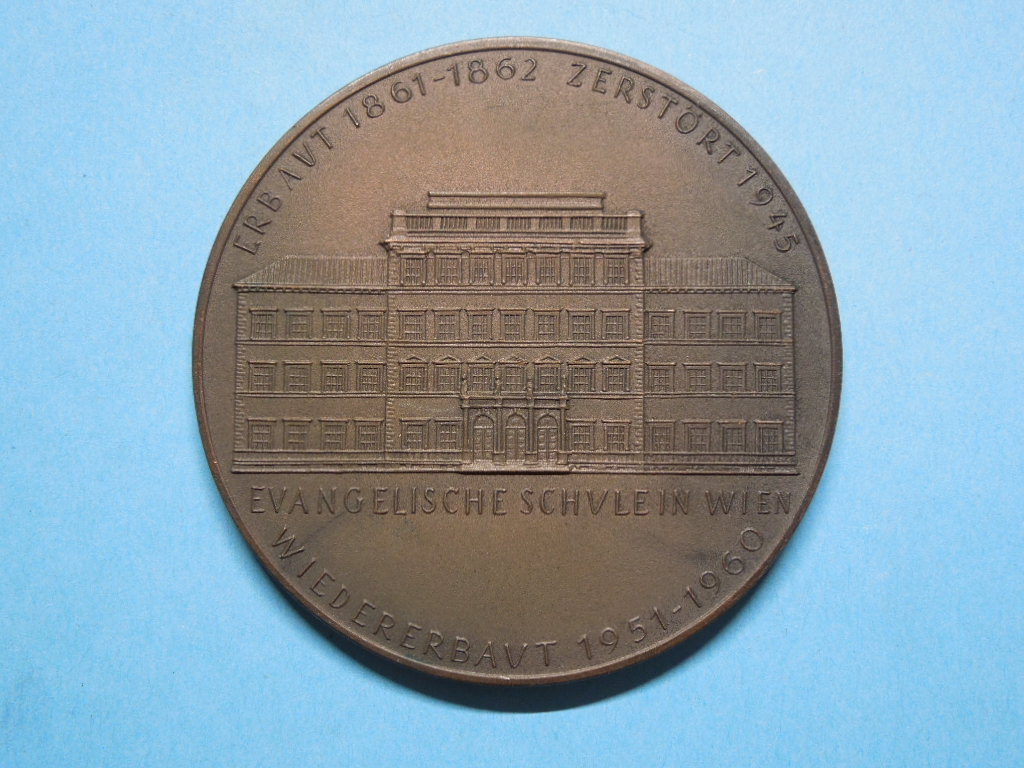 ERBAVT 1861-1862 ZERSTÖRT 1945
EVANGELISCHE SCHVLE IN WIEN
WIEDERERBAVT 1951-1960